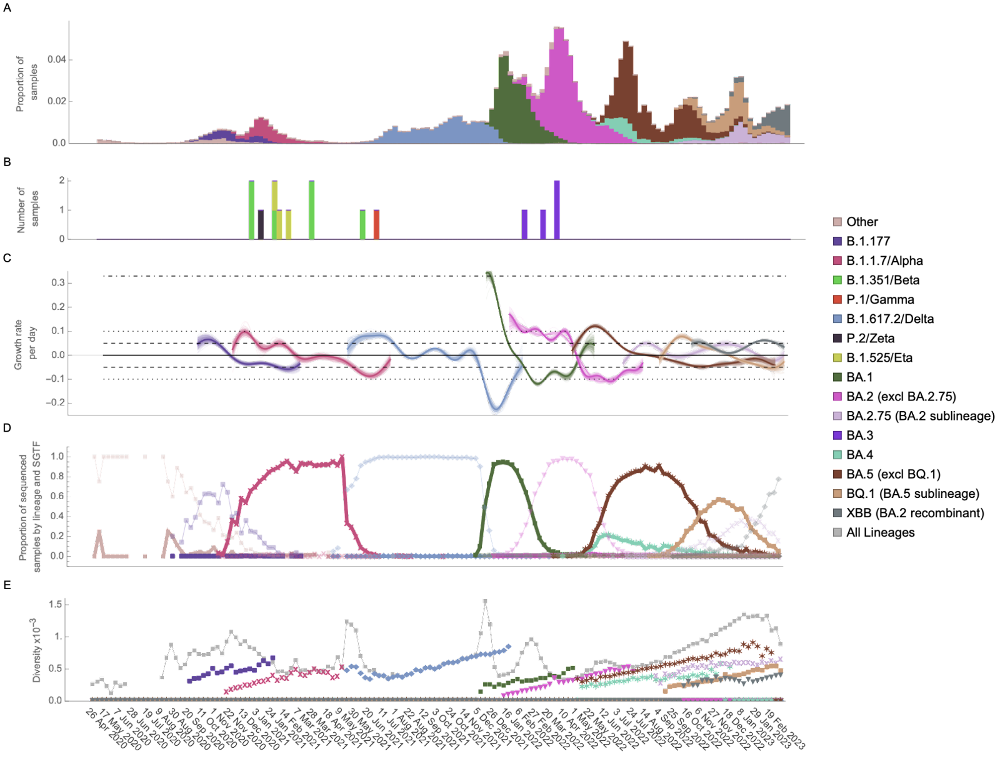 A
Proportion of
samples
0.04
0.02
0.0
B
Number of
samples
2
1
0
C
Growth rate
per day
0.3
0.2
0.1
0.0
−0.1
−0.2
D
Proportion of sequenced
samples by lineage and SGTF
1.0
0.8
0.6
0.4
0.2
0.0
E
Diversity x10−3
1.5
1.
0.5
0.0
26 Apr 2020
17 May 2020
7 Jun 2020
28 Jun 2020
19 Jul 2020
9 Aug 2020
30 Aug 2020
20 Sep 2020
11 Oct 2020
1 Nov 2020
22 Nov 2020
13 Dec 2020
3 Jan 2021
24 Jan 2021
14 Feb 2021
7 Mar 2021
28 Mar 2021
18 Apr 2021
9 May 2021
30 May 2021
20 Jun 2021
11 Jul 2021
1 Aug 2021
22 Aug 2021
12 Sep 2021
3 Oct 2021
24 Oct 2021
14 Nov 2021
5 Dec 2021
26 Dec 2021
16 Jan 2022
6 Feb 2022
27 Feb 2022
20 Mar 2022
10 Apr 2022
1 May 2022
22 May 2022
12 Jun 2022
3 Jul 2022
24 Jul 2022
14 Aug 2022
4 Sep 2022
25 Sep 2022
16 Oct 2022
6 Nov 2022
27 Nov 2022
18 Dec 2022
8 Jan 2023
29 Jan 2023
19 Feb 2023
Other
B.1.177
B.1.1.7/Alpha
B.1.351/Beta
P.1/Gamma
B.1.617.2/Delta
P.2/Zeta
B.1.525/Eta
BA.1
BA.2 (excl BA.2.75)
BA.2.75 (BA.2 sublineage)
BA.3
BA.4
BA.5 (excl BQ.1)
BQ.1 (BA.5 sublineage)
XBB (BA.2 recombinant)
All Lineages